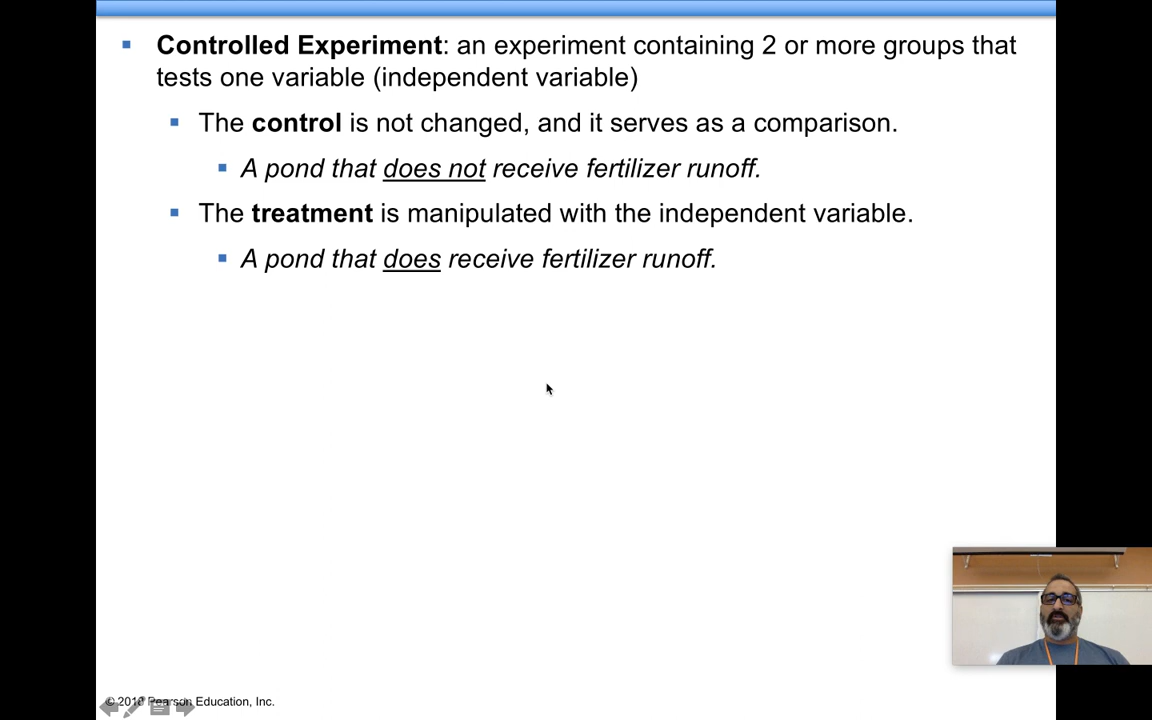 Controlled Experiment: an experiment containing 2 or more groups that
tests one variable (independent variable)
The control is not changed, and it serves as a comparison.
A pond that does not receive fertilizer runoff.
The treatment is manipulated with the independent variable.
A pond that does receive fertilizer runoff.
© 2018 Pearson Education, Inc.